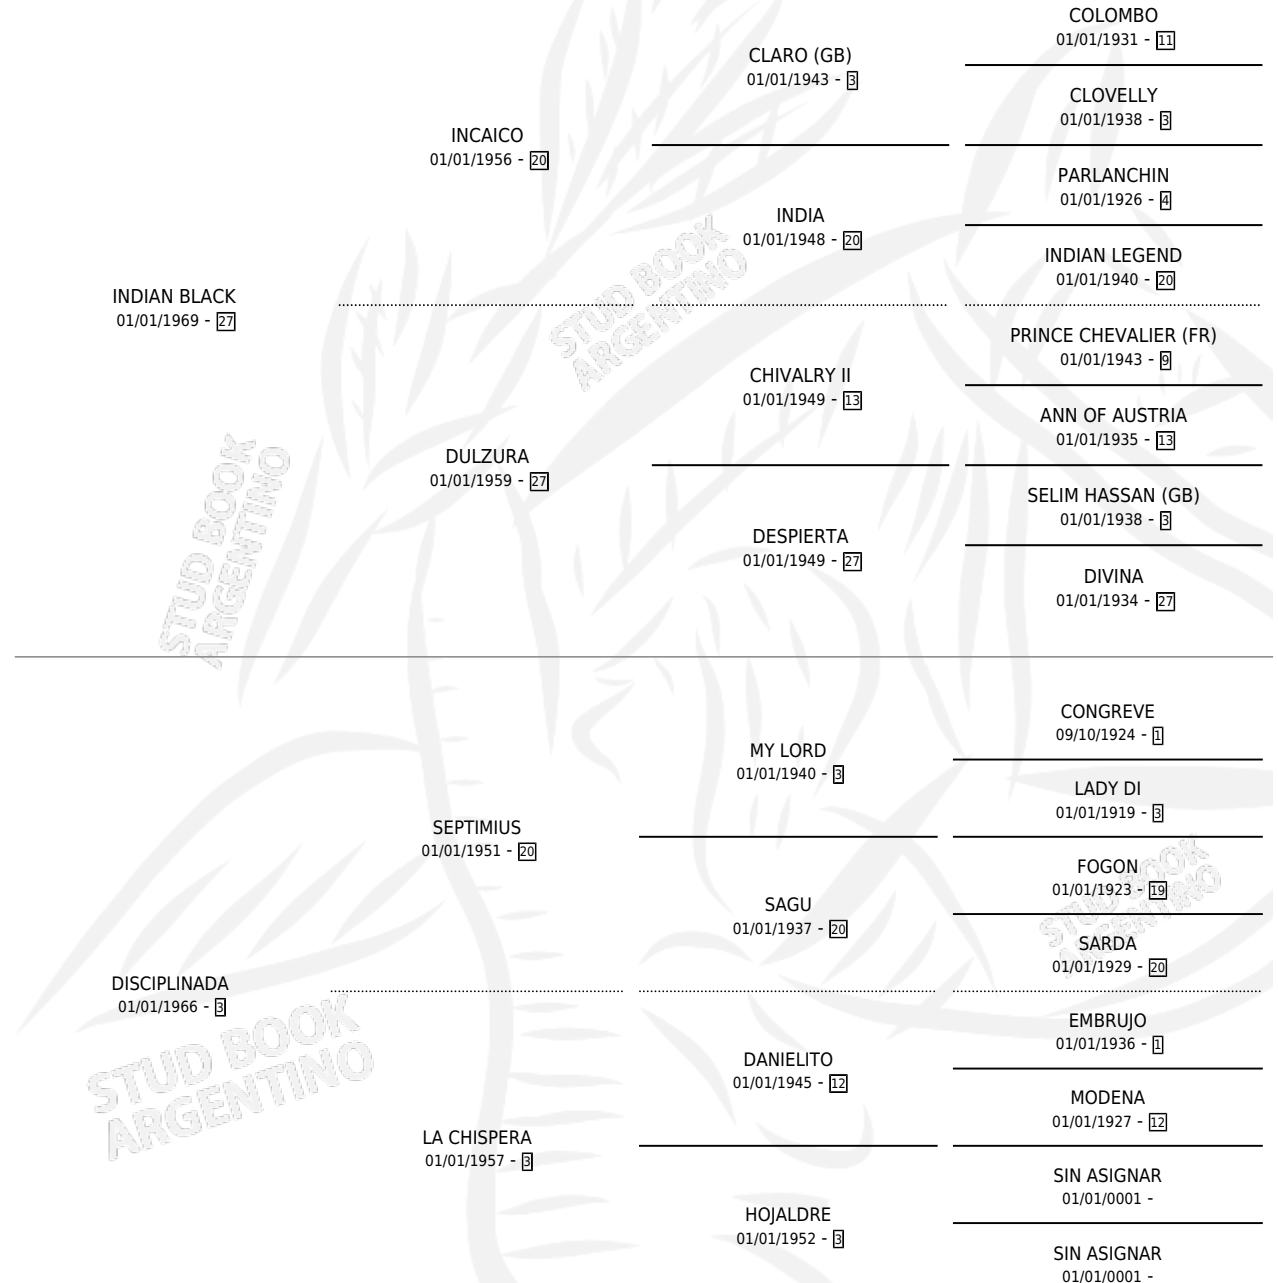 COLOMBO
01/01/1931 - 11
CLARO (GB)
01/01/1943 - 3
CLOVELLY
01/01/1938 - 3
INCAICO
01/01/1956 - 20
PARLANCHIN
01/01/1926 - 4
INDIA
01/01/1948 - 20
INDIAN LEGEND
01/01/1940 - 20
INDIAN BLACK
01/01/1969 - 27
PRINCE CHEVALIER (FR)
01/01/1943 - 9
CHIVALRY II
01/01/1949 - 13
ANN OF AUSTRIA
01/01/1935 - 13
DULZURA
01/01/1959 - 27
SELIM HASSAN (GB)
01/01/1938 - 3
DESPIERTA
01/01/1949 - 27
DIVINA
01/01/1934 - 27
STUD BOOK
ARGENTINO
STUD BOOK
ARGENTINO
CONGREVE
09/10/1924 - 1
MY LORD
01/01/1940 - 3
LADY DI
01/01/1919 - 3
SEPTIMIUS
01/01/1951 - 20
FOGON
01/01/1923 - 19
SAGU
01/01/1937 - 20
SARDA
01/01/1929 - 20
DISCIPLINADA
01/01/1966 - 3
EMBRUJO
01/01/1936 - 1
DANIELITO
01/01/1945 - 12
MODENA
01/01/1927 - 12
LA CHISPERA
01/01/1957 - 3
SIN ASIGNAR
01/01/0001 -
HOJALDRE
01/01/1952 - 3
SIN ASIGNAR
01/01/0001 -
STUD BOOK
ARGENTINO
STUD BOOK
ARGENTINO